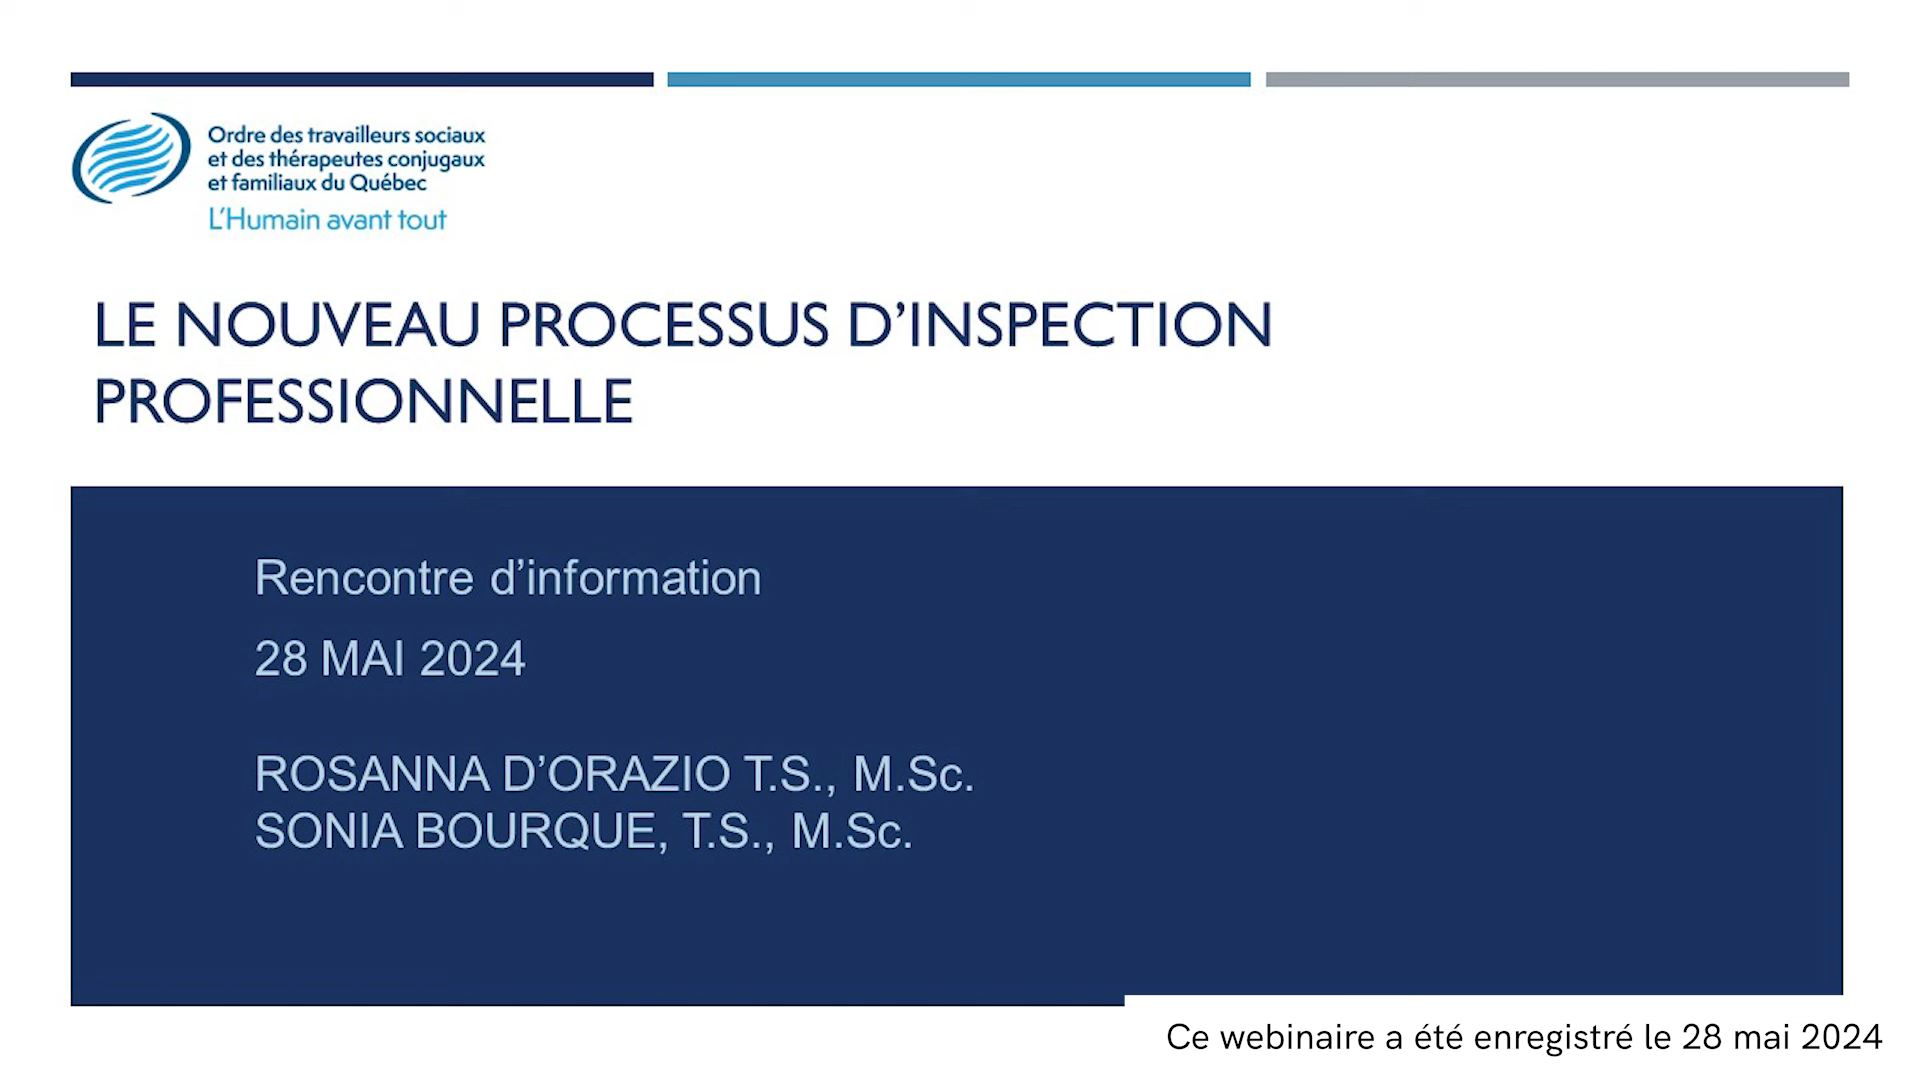 Ordre des travailleurs sociaux
et des thérapeutes conjugaux
et familiaux du Québec
L'Humain avant tout
LE NOUVEAU PROCESSUS D'INSPECTION
PROFESSIONNELLE
Rencontre d'information
28 MAI 2024
ROSANNA D'ORAZIO T.S., M.Sc.
SONIA BOURQUE, T.S., M.Sc.
Ce webinaire a été enregistré le 28 mai 2024